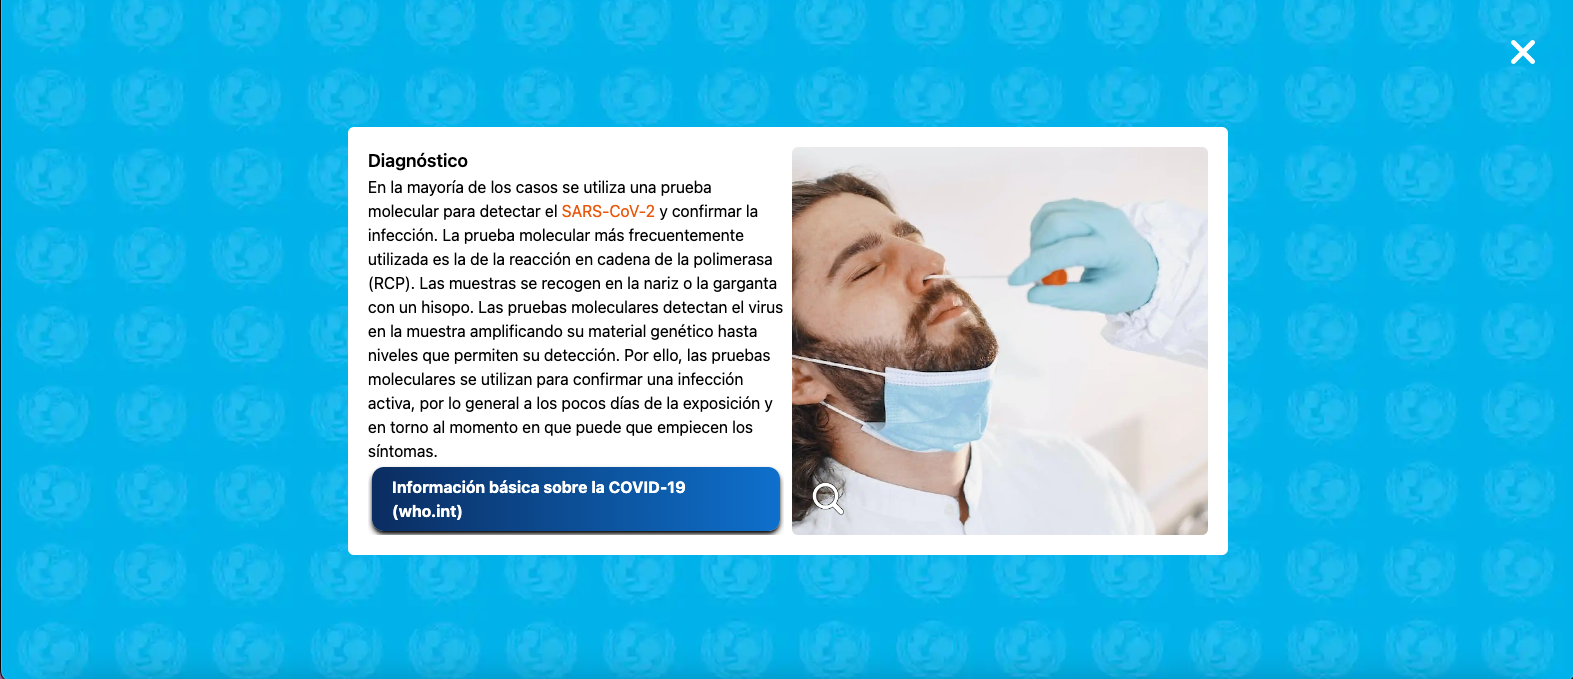 Diagnóstico
En la mayoría de los casos se utiliza una prueba
molecular para detectar el SARS-CoV-2 y confirmar la
infección. La prueba molecular más frecuentemente
utilizada es la de la reacción en cadena de la polimerasa
(RCP). Las muestras se recogen en la nariz o la garganta
con un hisopo. Las pruebas moleculares detectan el virus
en la muestra amplificando su material genético hasta
niveles que permiten su detección. Por ello, las pruebas
moleculares se utilizan para confirmar una infección
activa, por lo general a los pocos días de la exposición y
en torno al momento en que puede que empiecen los
síntomas.
Información básica sobre la COVID-19
(who.int)